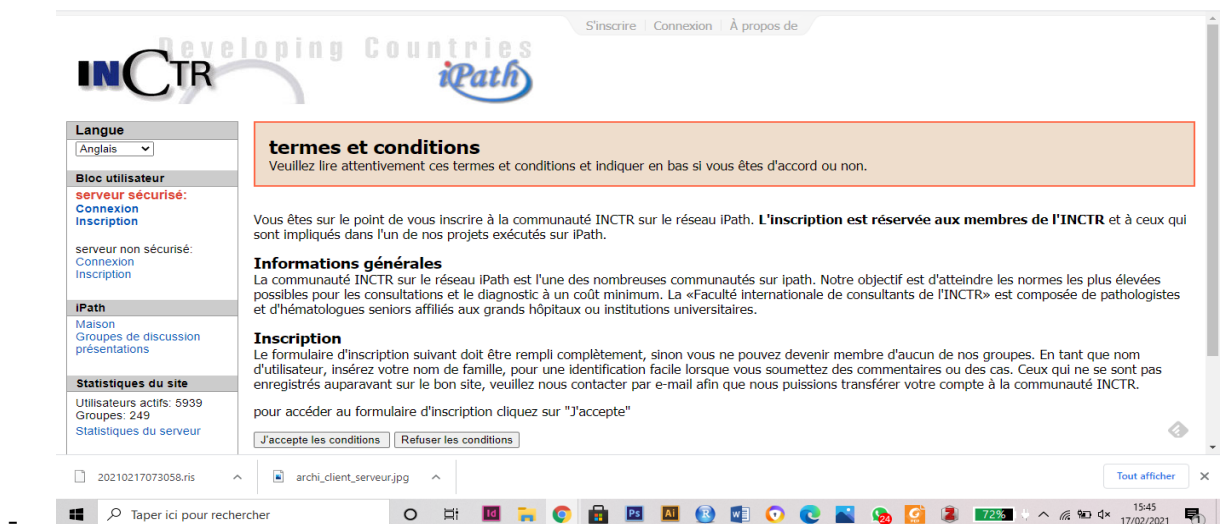 S'inscrire Connexion À propos de
Developing Countries
INCTR
iPath
Langue
Anglais
Bloc utilisateur
serveur sécurisé:
Connexion
Inscription
serveur non sécurisé:
Connexion
Inscription
iPath
Maison
Groupes de discussion
présentations
Statistiques du site
Utilisateurs actifs: 5939
Groupes: 249
Statistiques du serveur
termes et conditions
Veuillez lire attentivement ces termes et conditions et indiquer en bas si vous êtes d'accord ou non.
Vous êtes sur le point de vous inscrire à la communauté INCTR sur le réseau iPath. L'inscription est réservée aux membres de l'INCTR et à ceux qui
sont impliqués dans l'un de nos projets exécutés sur iPath.
Informations générales
La communauté INCTR sur le réseau iPath est l'une des nombreuses communautés sur ipath. Notre objectif est d'atteindre les normes les plus élevées
possibles pour les consultations et le diagnostic à un coût minimum. La «Faculté internationale de consultants de l'INCTR» est composée de pathologistes
et d'hématologues seniors affiliés aux grands hôpitaux ou institutions universitaires.
Inscription
Le formulaire d'inscription suivant doit être rempli complètement, sinon vous ne pouvez devenir membre d'aucun de nos groupes. En tant que nom
d'utilisateur, insérez votre nom de famille, pour une identification facile lorsque vous soumettez des commentaires ou des cas. Ceux qui ne se sont pas
enregistrés auparavant sur le bon site, veuillez nous contacter par e-mail afin que nous puissions transférer votre compte à la communauté INCTR.
pour accéder au formulaire d'inscription cliquez sur "J'accepte"
J'accepte les conditions Refuser les conditions
20210217073058.ris archi_client_serveur.jpg Tout afficher
- Taper ici pour rechercher Id Ps Ai R 72% 15:45
17/02/2021